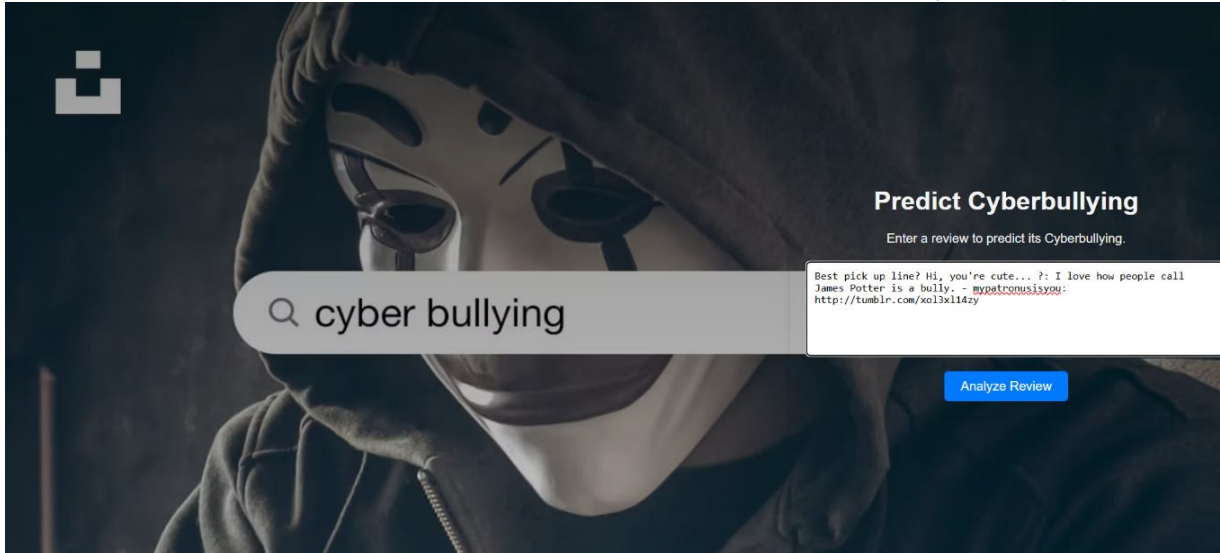 cyber bullying
Predict Cyberbullying
Enter a review to predict its Cyberbullying.
Best pick up line? Hi, you're cute... ?: I love how people call
James Potter is a bully. - mypatronusisyou:
http://tumblr.com/xol3xl14zy
Analyze Review